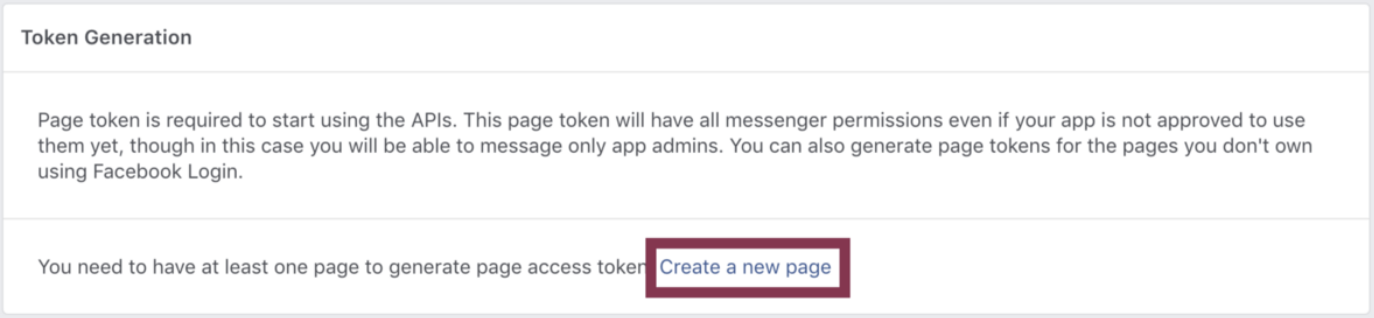 Token Generation
Page token is required to start using the APIs. This page token will have all messenger permissions even if your app is not approved to use
them yet, though in this case you will be able to message only app admins. You can also generate page tokens for the pages you don't own
using Facebook Login.
You need to have at least one page to generate page access token Create a new page